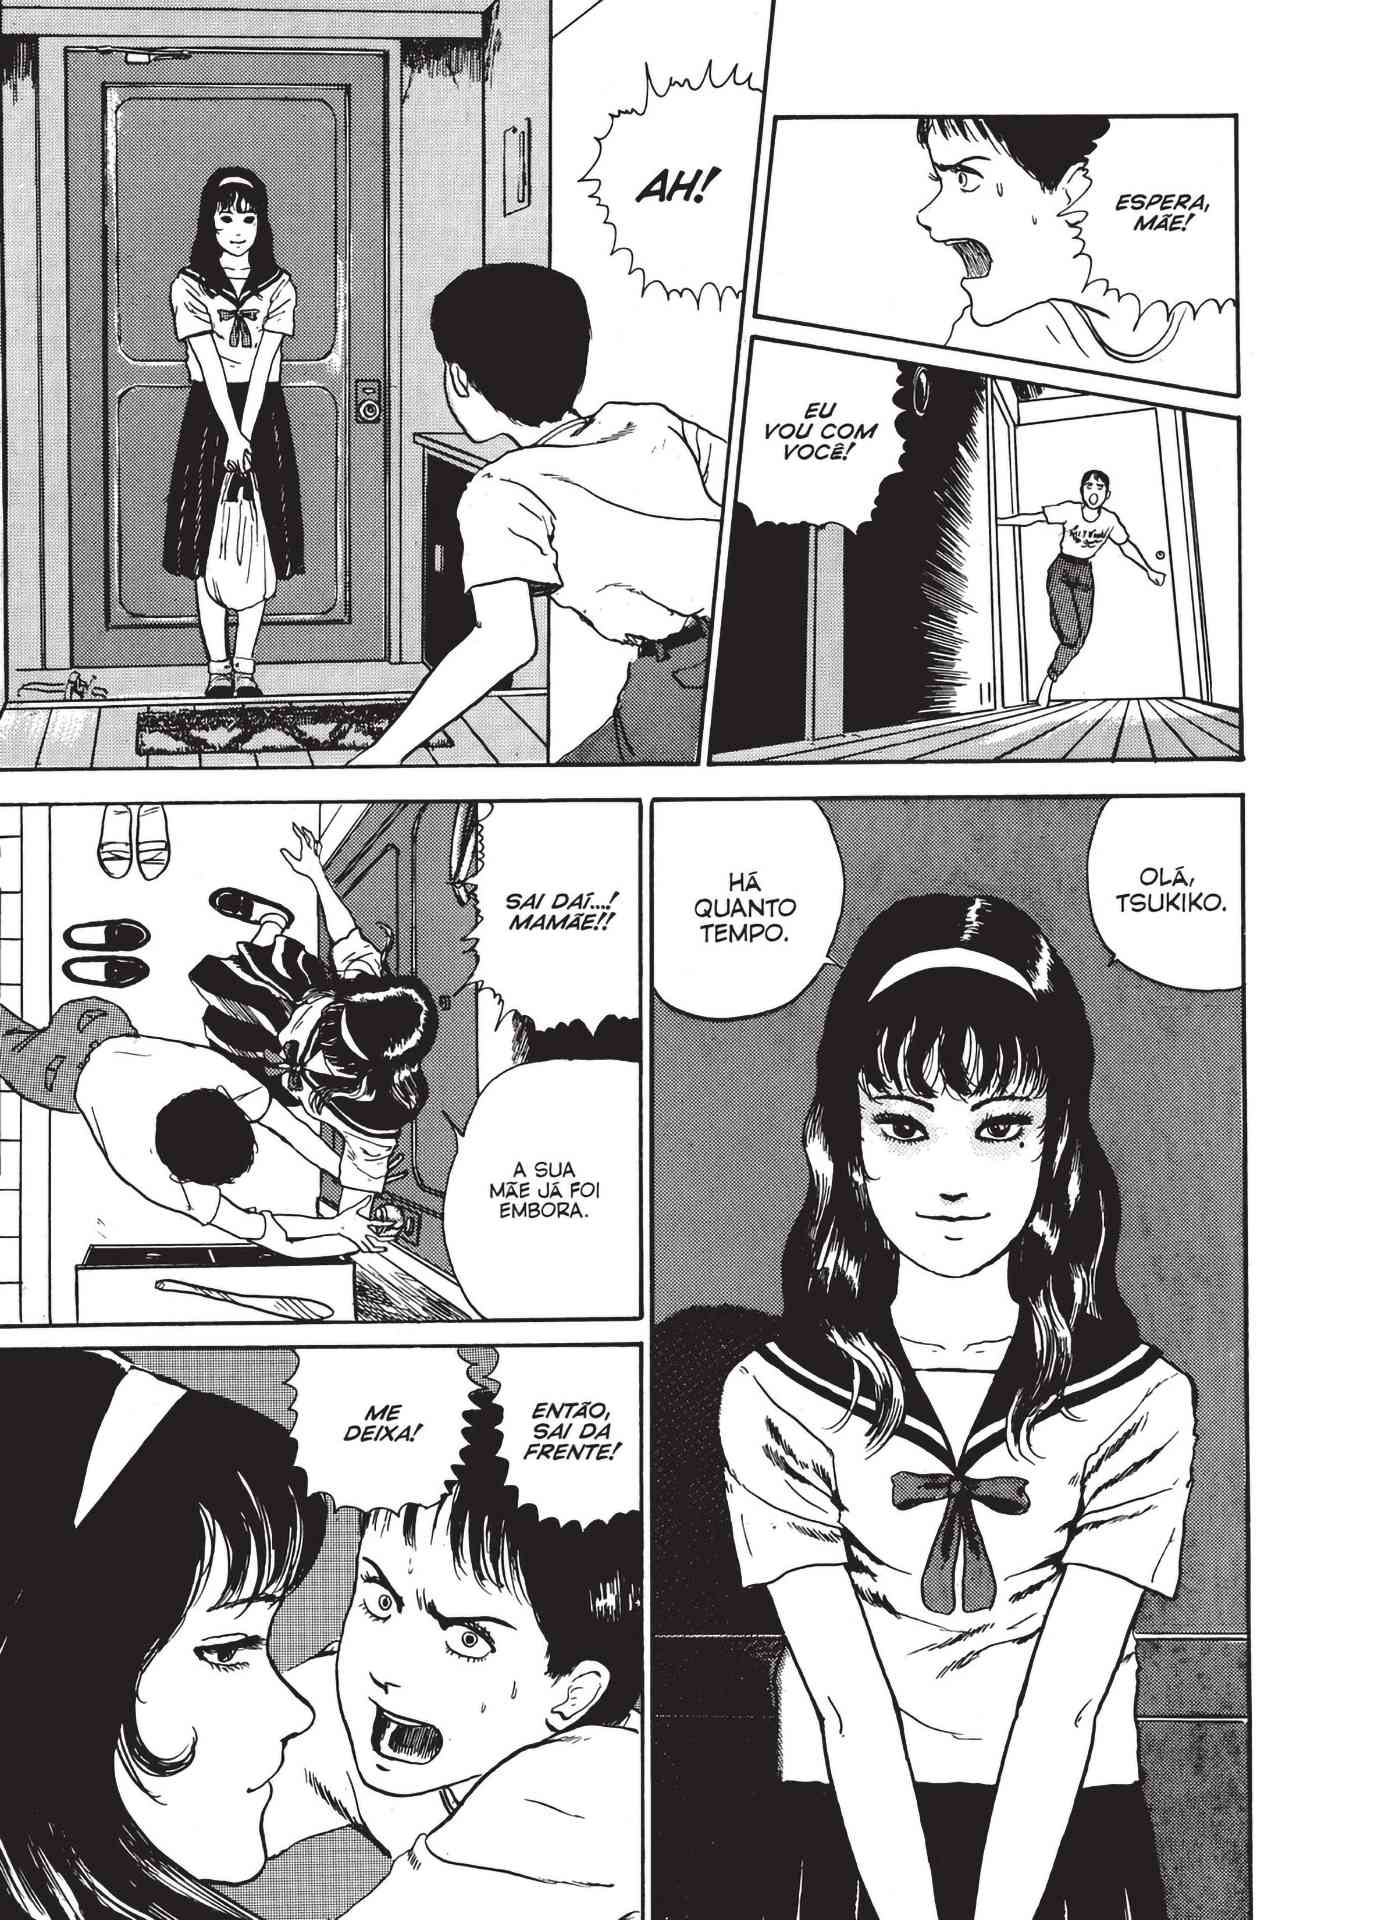 ESPERA,
MÃE!
EU
VOU COM
VOCÊ!
AH!
OLÁ,
TSUKIKO.
HÁ
QUANTO
TEMPO.
SAI DAÍ...!
MAMÃE!!
A SUA
MÃE JÁ FOI
EMBORA.
ENTÃO,
SAI DA
FRENTE!
ME
DEIXA!